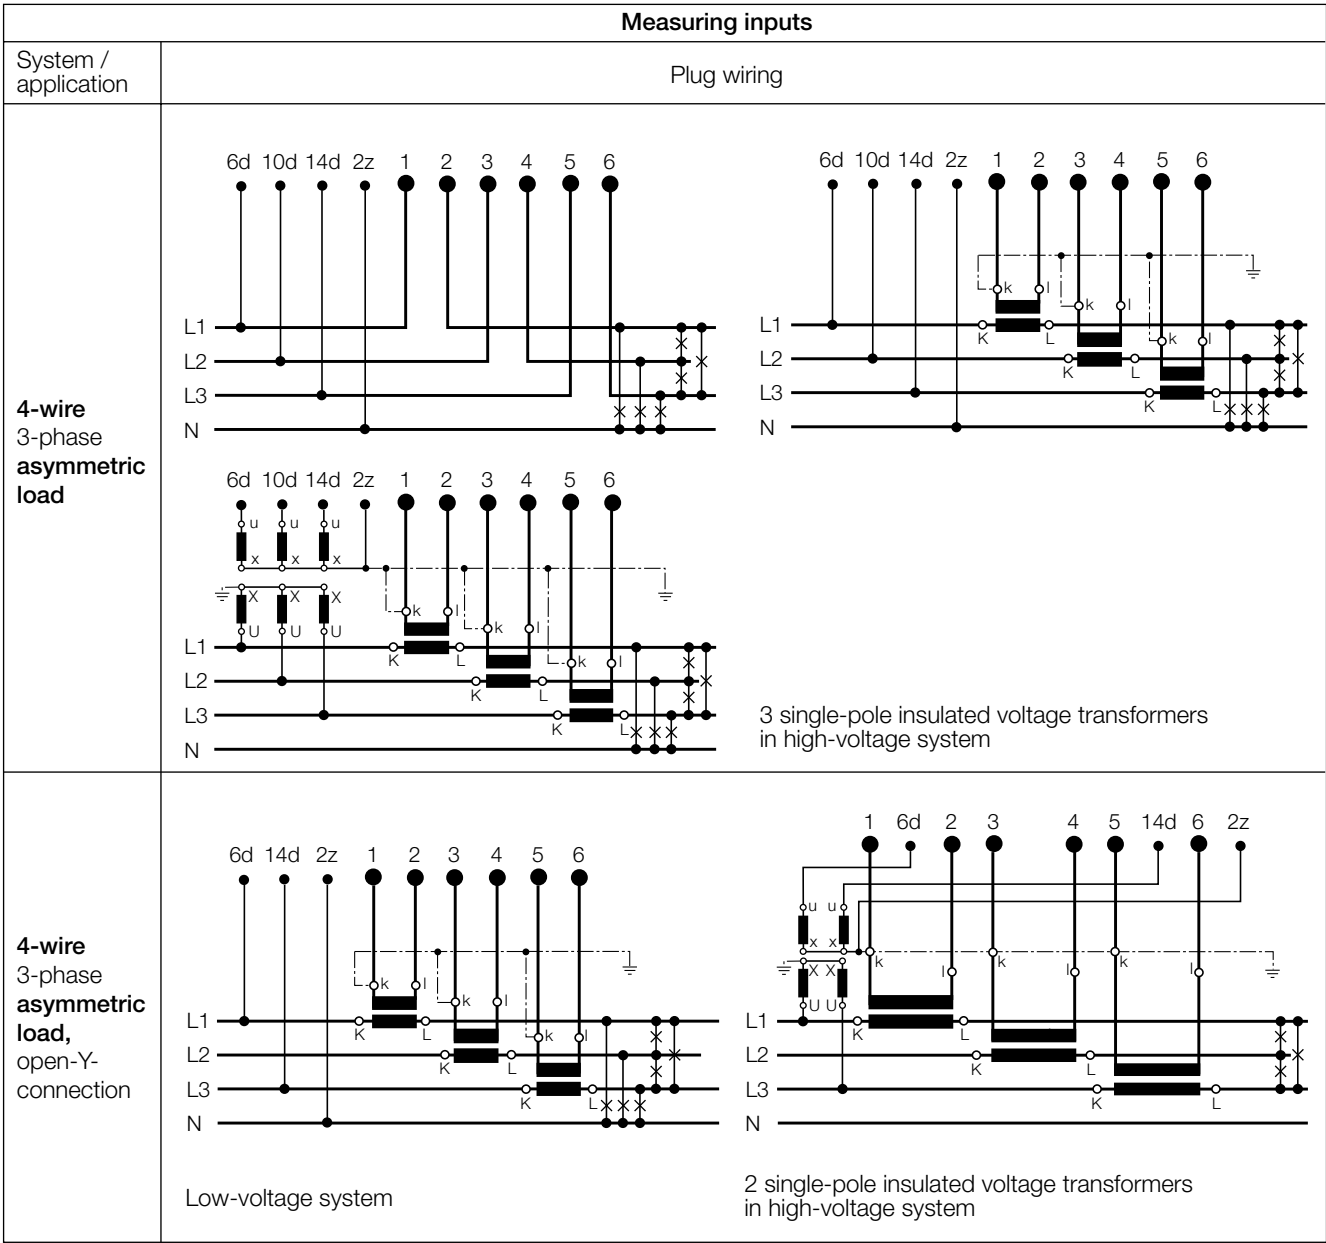 Measuring inputs
System /
application
Plug wiring
4-wire
3-phase
asymmetric
load
6d 10d 14d 2z 1 2 3 4 5 6
L1
L2
L3
N
6d 10d 14d 2z 1 2 3 4 5 6
k l
k l
L1 K L
k l
L2 K L
L3 K L
N
6d 10d 14d 2z 1 2 3 4 5 6
u u u
x x x
X X X
k l
U U U
k l
L1 K L
k l
L2 K L
L3 K L
N
3 single-pole insulated voltage transformers
in high-voltage system
4-wire
3-phase
asymmetric
load,
open-Y-
connection
6d 14d 2z 1 2 3 4 5 6
k l
k l
L1 K L
k l
L2 K L
L3 K L
N
Low-voltage system
1 6d 2 3 4 5 14d 6 2z
u u
x x
k k k
X X l l l
U U
L1 K L
L2 K L
L3 K L
N
2 single-pole insulated voltage transformers
in high-voltage system